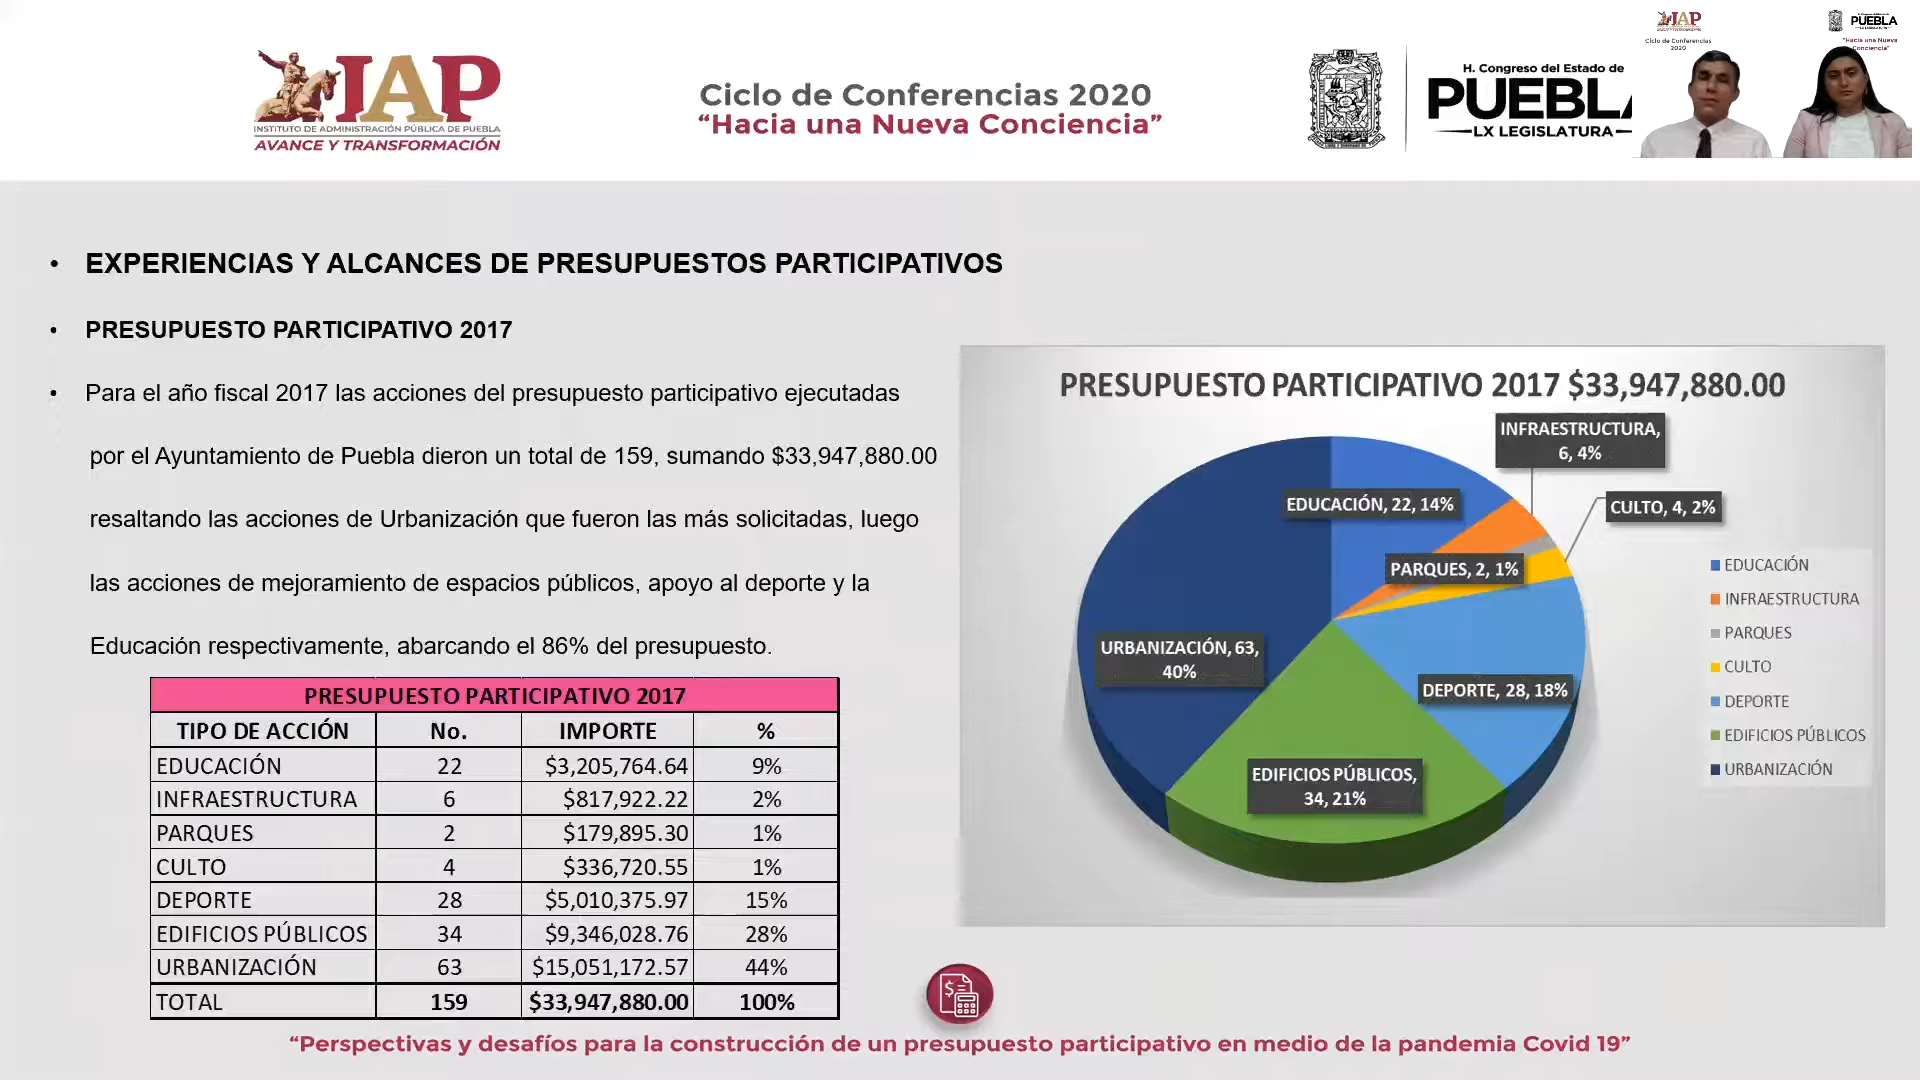 IAP
INSTITUTO DE ADMINISTRACIÓN PÚBLICA DE PUEBLA
AVANCE Y TRANSFORMACIÓN
Ciclo de Conferencias 2020
“Hacia una Nueva Conciencia”
H. Congreso del Estado de
PUEBLA
LX LEGISLATURA
IAP
Ciclo de Conferencias
2020
PUEBLA
"Hacia una Nueva
Conciencia"
• EXPERIENCIAS Y ALCANCES DE PRESUPUESTOS PARTICIPATIVOS
• PRESUPUESTO PARTICIPATIVO 2017
• Para el año fiscal 2017 las acciones del presupuesto participativo ejecutadas
por el Ayuntamiento de Puebla dieron un total de 159, sumando $33,947,880.00
resaltando las acciones de Urbanización que fueron las más solicitadas, luego
las acciones de mejoramiento de espacios públicos, apoyo al deporte y la
Educación respectivamente, abarcando el 86% del presupuesto.
PRESUPUESTO PARTICIPATIVO 2017
TIPO DE ACCIÓN No. IMPORTE %
EDUCACIÓN 22 $3,205,764.64 9%
INFRAESTRUCTURA 6 $817,922.22 2%
PARQUES 2 $179,895.30 1%
CULTO 4 $336,720.55 1%
DEPORTE 28 $5,010,375.97 15%
EDIFICIOS PÚBLICOS 34 $9,346,028.76 28%
URBANIZACIÓN 63 $15,051,172.57 44%
TOTAL 159 $33,947,880.00 100%
PRESUPUESTO PARTICIPATIVO 2017 $33,947,880.00
INFRAESTRUCTURA,
6, 4%
EDUCACIÓN, 22, 14%
CULTO, 4, 2%
PARQUES, 2, 1%
URBANIZACIÓN, 63,
40%
DEPORTE, 28, 18%
EDIFICIOS PÚBLICOS,
34, 21%
EDUCACIÓN
INFRAESTRUCTURA
PARQUES
CULTO
DEPORTE
EDIFICIOS PÚBLICOS
URBANIZACIÓN
“Perspectivas y desafíos para la construcción de un presupuesto participativo en medio de la pandemia Covid 19”